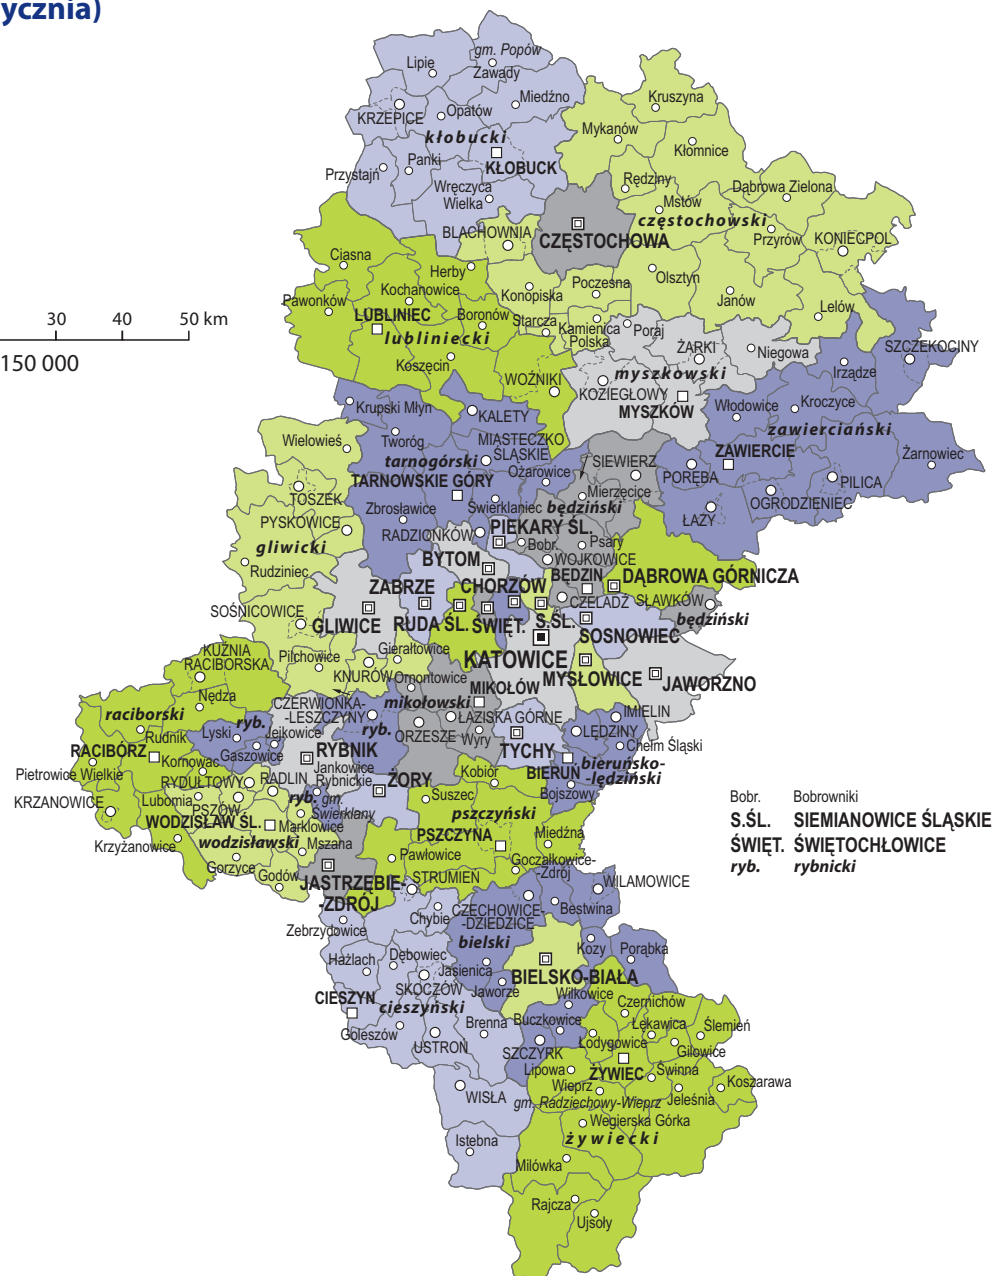 ycznia)
Lipie
gm. Popów
Zawady
KRZEPICE
Opatów
Miedźno
Kruszyna
kłobucki
Mykanów
Kłomnice
Przystajń
Panki
KŁOBUCK
Wręczyca
Wielka
Rędziny
Dąbrowa Zielona
Mstów
częstochowski
BLACHOWNIA
CZĘSTOCHOWA
Przyrów
KONIECPOL
Ciasna
Herby
Kochanowice
Konopiska
Poczesna
Olsztyn
Janów
Lelów
Pawonków
LUBLINIEC
Boronów
Starcza
Kamienica
Polska
Poraj
lubliniecki
30
40
50 km
150 000
Koszęcin
WOŹNIKI
ŻARKI
Niegowa
SZCZEKOCINY
Irządze
myszkowski
KOZIEGŁOWY
MYSZKÓW
Krupski Młyn
KALETY
Włodowice
Kroczyce
zawierciański
Wielowieś
Tworóg
MIASTECZKO
ŚLĄSKIE
tarnogórski
Ożarowice
SIEWIERZ
ZAWIERCIE
Żarnowiec
TARNOWSKIE GÓRY
Mierzęcice
PORĘBA
PILICA
TOSZEK
Świerklaniec
będziński
OGRODZIENIEC
Zbrosławice
ŁAZY
PYSKOWICE
RADZIONKÓW
PIEKARY ŚL.
gliwicki
Bobr.
Psary
WOJKOWICE
BYTOM
Rudziniec
BĘDZIN
DĄBROWA GÓRNICZA
ZABRZE
CHORZÓW
CZELADŹ
SŁAWKÓW
SOŚNICOWICE
GLIWICE
RUDA ŚL.
ŚWIĘT.
S.ŚL.
będziński
SOSNOWIEC
KATOWICE
KUŹNIA
RACIBORSKA
Pilchowice
Gierałtowice
KNURÓW
Ornontowice
MIKOŁÓW
MYSŁOWICE
JAWORZNO
Nędza
CZERWIONKA-
-LESZCZYNY
mikołowski
raciborski
ryb.
Lyski
Jejkowice
ryb.
ŁAZISKA GÓRNE
IMIELIN
Rudnik
RACIBÓRZ
Kornowac
Gaszowice
RYBNIK
ORZESZE
Wyry
TYCHY
LĘDZINY
Chełm Śląski
Pietrowice Wielkie
RYDUŁTOWY
RADLIN
Jankowice
Rybnickie
ŻORY
Kobiór
BIERUŃ
bieruńsko-
-lędziński
KRZANOWICE
Lubomia
PSZÓW
ryb.
gm.
Świerklany
Suszec
Bojszowy
WODZISŁAW ŚL.
Marklowice
pszczyński
Krzyżanowice
wodzisławski
Mszana
PSZCZYNA
Miedźna
Gorzyce
Godów
Pawłowice
Goczałkowice-
-Zdrój
JASTRZĘBIE-
-ZDRÓJ
STRUMIEŃ
WILAMOWICE
Bobr.
Bobrowniki
S.ŚL.
SIEMIANOWICE ŚLĄSKIE
ŚWIĘT.
ŚWIĘTOCHŁOWICE
ryb.
rybnicki
Zebrzydowice
Chybie
CZECHOWICE-
-DZIEDZICE
Bestwina
bielski
Kozy
Porąbka
Hażlach
Dębowiec
Jasienica
BIELSKO-BIAŁA
SKOCZÓW
Jaworze
Wilkowice
CIESZYN
cieszyński
Czernichów
Goleszów
Brenna
Buczkowice
Łękawica
Ślemień
USTROŃ
Łodygowice
Gilowice
SZCZYRK
Lipowa
ŻYWIEC
Świnna
Koszarawa
WISŁA
Wieprz
gm. Radziechowy-Wieprz
Jeleśnia
Węgierska Górka
Istebna
żywiecki
Milówka
Rajcza
Ujsoły